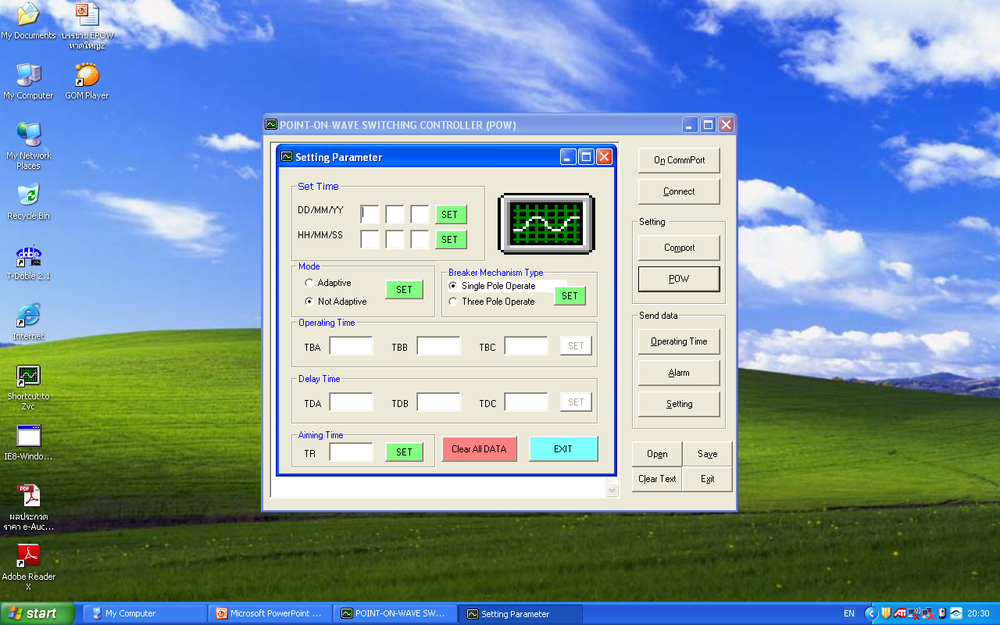 My Documents
บรรยาย EPOW
หาดใหญ่2
My Computer
GOM Player
My Network
Places
Recycle Bin
T-Doble 2.1
Internet
Shortcut to
Zvc
IE8-Windo...
ผลประกวด
ราคา e-Auc...
Adobe Reader
X
POINT-ON-WAVE SWITCHING CONTROLLER (POW)
Setting Parameter
Set Time
DD/MM/YY
SET
HH/MM/SS
SET
Mode
Adaptive
Not Adaptive
SET
Breaker Mechanism Type
Single Pole Operate
Three Pole Operate
SET
Operating Time
TBA TBB TBC SET
Delay Time
TDA TDB TDC SET
Aiming Time
TR SET
Clear All DATA
EXIT
On CommPort
Connect
Setting
Comport
POW
Send data
Operating Time
Alarm
Setting
Open Save
Clear Text Exit
start
My Computer
Microsoft PowerPoint ...
POINT-ON-WAVE SW...
Setting Parameter
EN
20:30